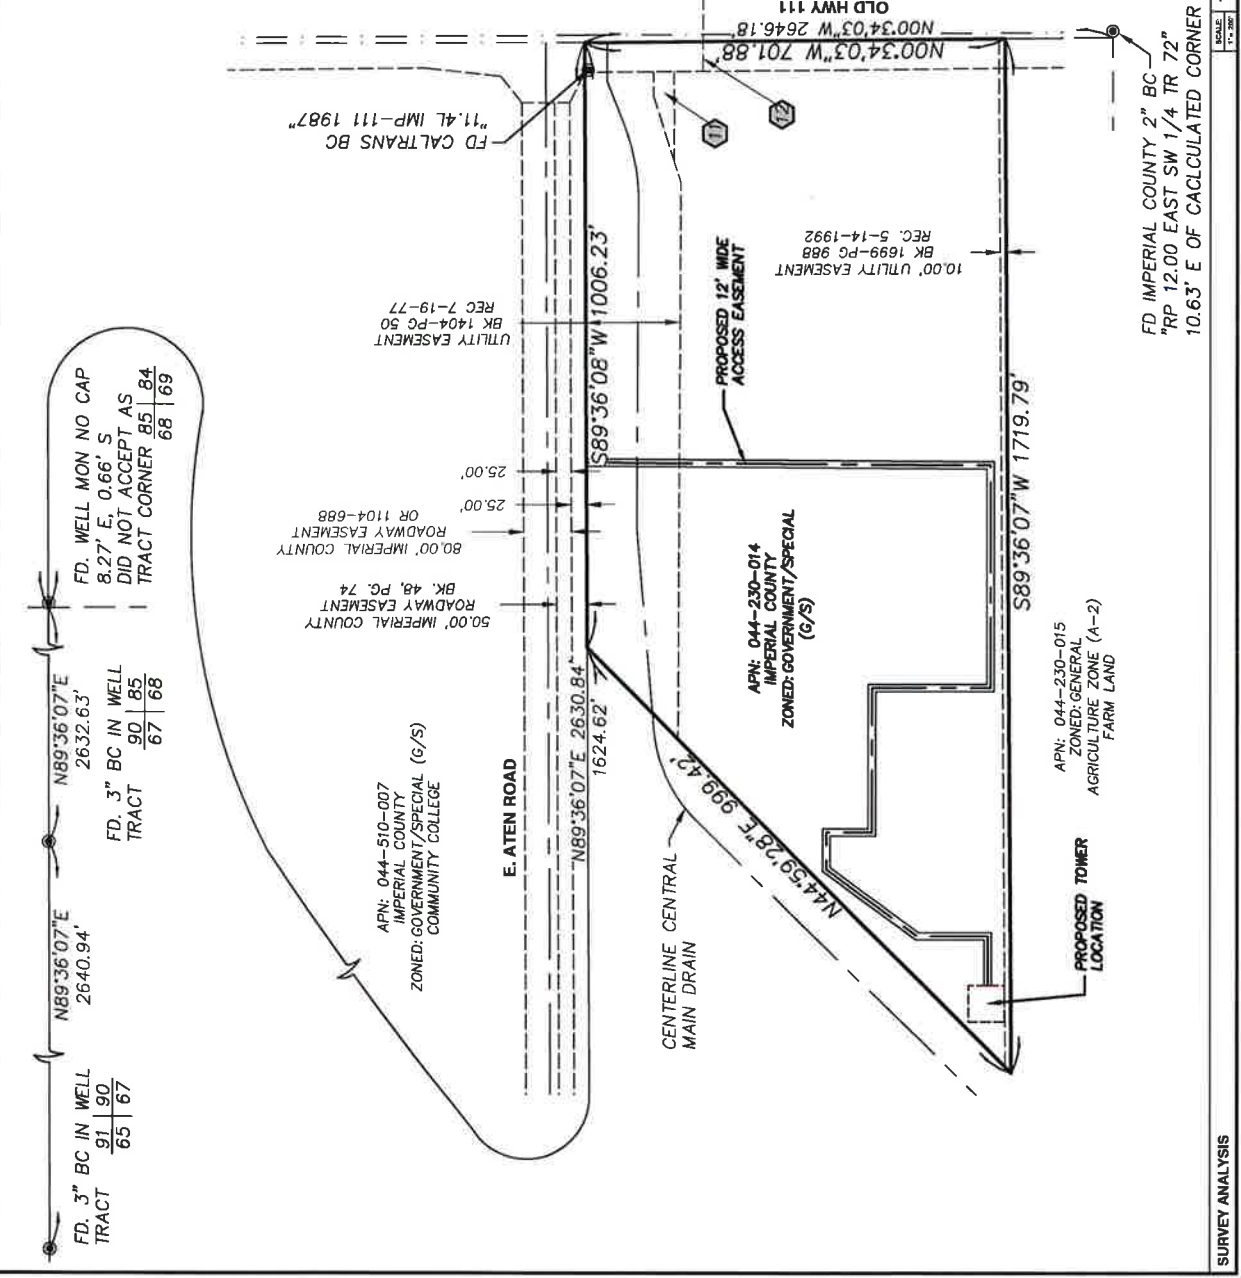 FD. 3" BC IN WELL
TRACT 91 | 90
65 | 67
N89°36'07"E
2640.94'
FD. 3" BC IN WELL
TRACT 90 | 85
67 | 68
N89°36'07"E
2632.63'
FD. WELL MON NO CAP
8.27' E, 0.66' S
DID NOT ACCEPT AS
TRACT CORNER 85 | 84
68 | 69
APN: 044-510-007
IMPERIAL COUNTY
ZONED: GOVERNMENT/SPECIAL (G/S)
COMMUNITY COLLEGE
E. ATEN ROAD
50.00' IMPERIAL COUNTY
ROADWAY EASEMENT
BK. 48, PG. 74
80.00' IMPERIAL COUNTY
ROADWAY EASEMENT
OR 1104-688
25.00'
25.00'
UTILITY EASEMENT
BK 1404-PG 50
REC 7-19-77
FD CALTRANS BC
"11.4L IMP-111 1987"
N89°36'07"E 2630.84'
1624.62'
S89°36'08"W 1006.23'
CENTERLINE CENTRAL
MAIN DRAIN
N44°59'28"E 999.42'
APN: 044-230-014
IMPERIAL COUNTY
ZONED: GOVERNMENT/SPECIAL
(G/S)
PROPOSED 12' WIDE
ACCESS EASEMENT
11
12
10.00' UTILITY EASEMENT
BK 1699-PG 988
REC. 5-14-1992
N00°34'03"W 701.88'
N00°34'03"W 2646.18'
OLD HWY 111
S89°36'07"W 1719.79'
PROPOSED TOWER
LOCATION
APN: 044-230-015
ZONED: GENERAL
AGRICULTURE ZONE (A-2)
FARM LAND
FD IMPERIAL COUNTY 2" BC
"RP 12.00 EAST SW 1/4 TR 72"
10.63' E OF CACLCULATED CORNER
SURVEY ANALYSIS
SCALE:
1"= 200'